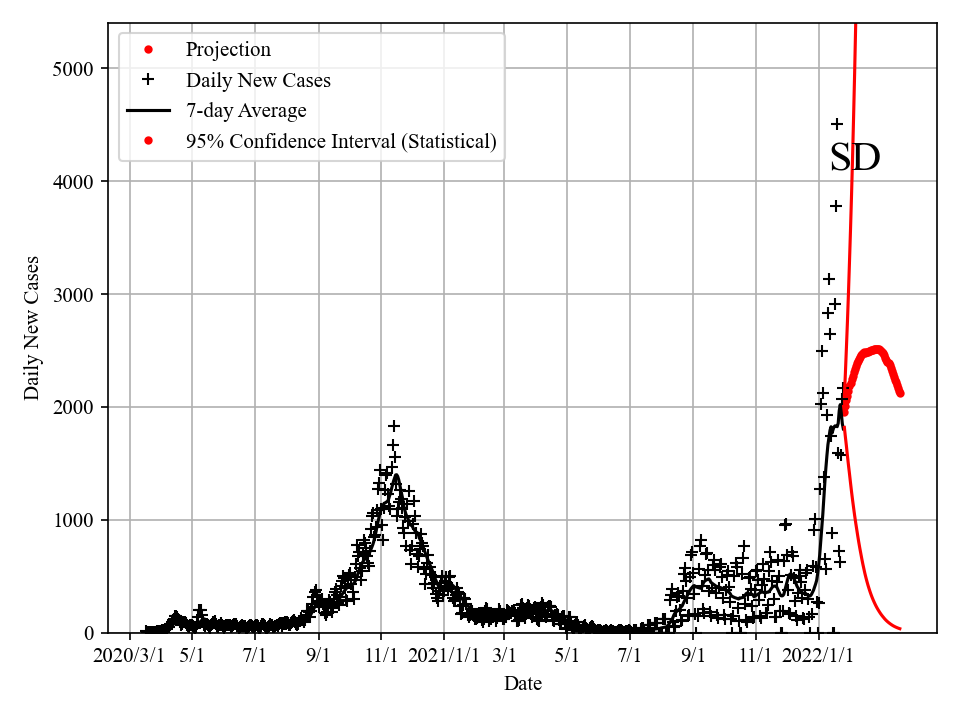 Projection
Daily New Cases
7-day Average
95% Confidence Interval (Statistical)
SD
5000
4000
3000
2000
1000
0
Daily New Cases
2020/3/1 5/1 7/1 9/1 11/1 2021/1/1 3/1 5/1 7/1 9/1 11/1 2022/1/1
Date